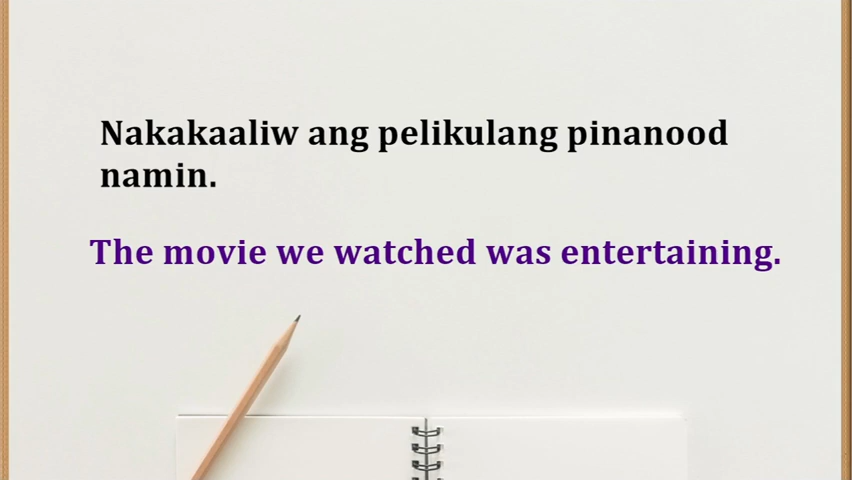 Nakakaaliw ang pelikulang pinanood
namin.
The movie we watched was entertaining.